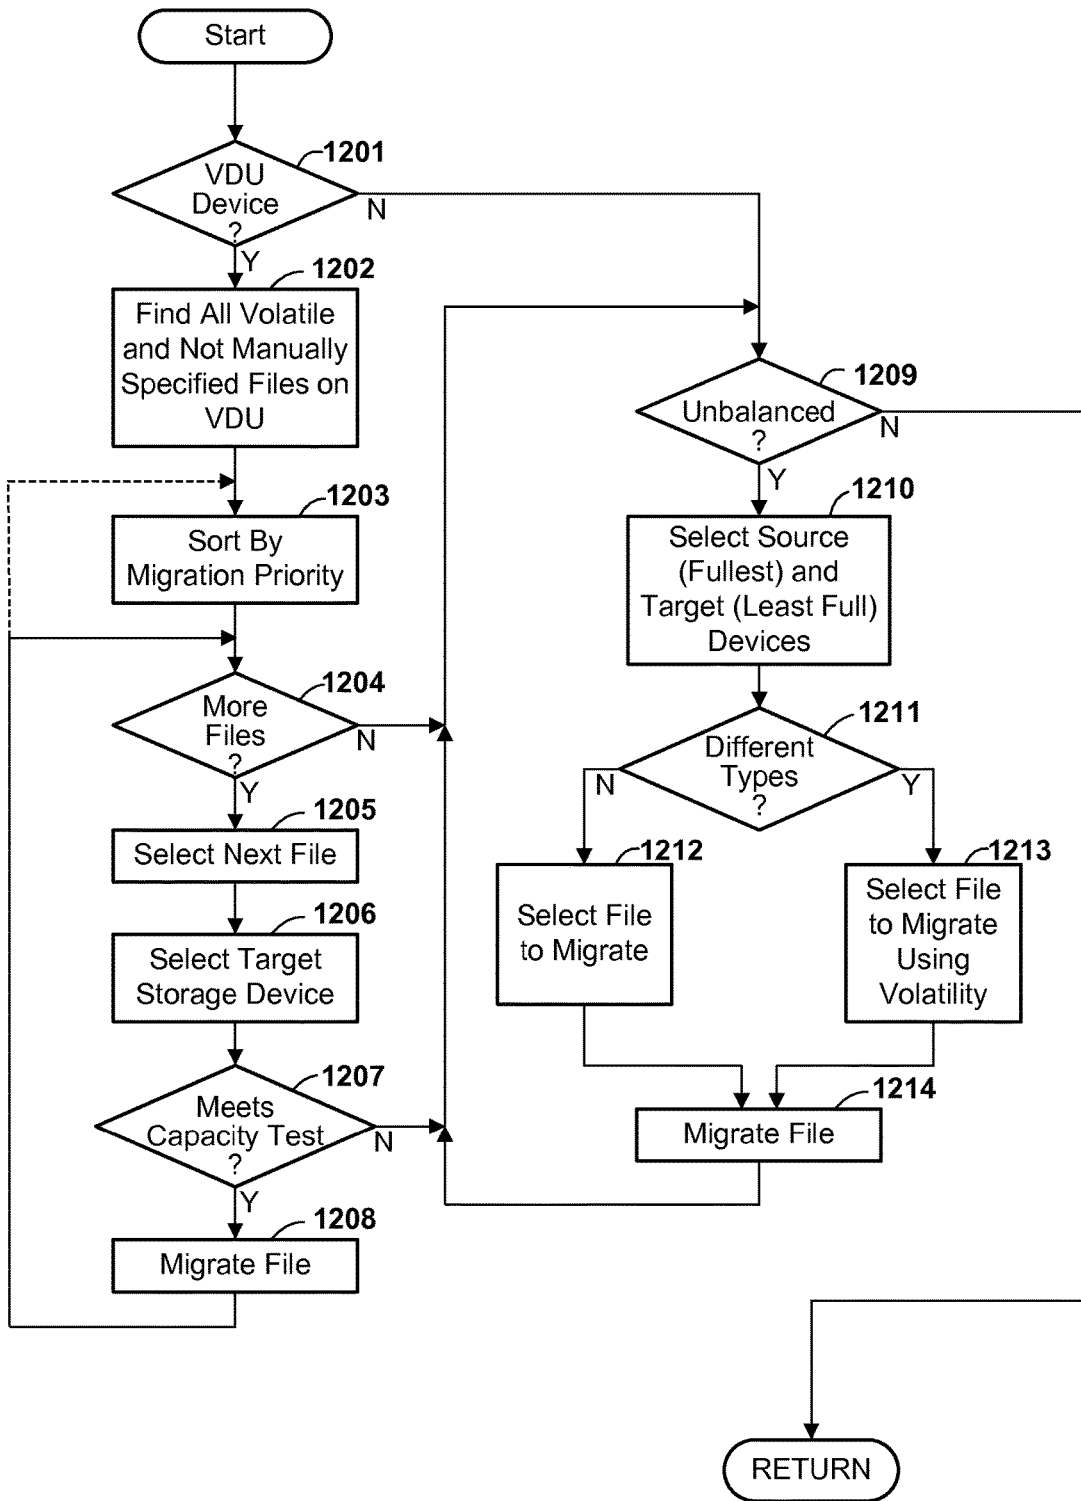 Start
1201
VDU
Device
?
N
Y
1202
Find All Volatile
and Not Manually
Specified Files on
VDU
1203
Sort By
Migration Priority
1204
More
Files
?
N
Y
1205
Select Next File
1206
Select Target
Storage Device
1207
Meets
Capacity Test
?
N
Y
1208
Migrate File
1209
Unbalanced
?
N
Y
1210
Select Source
(Fullest) and
Target (Least Full)
Devices
1211
Different
Types
?
N
Y
1212
Select File
to Migrate
1213
Select File
to Migrate
Using
Volatility
1214
Migrate File
RETURN